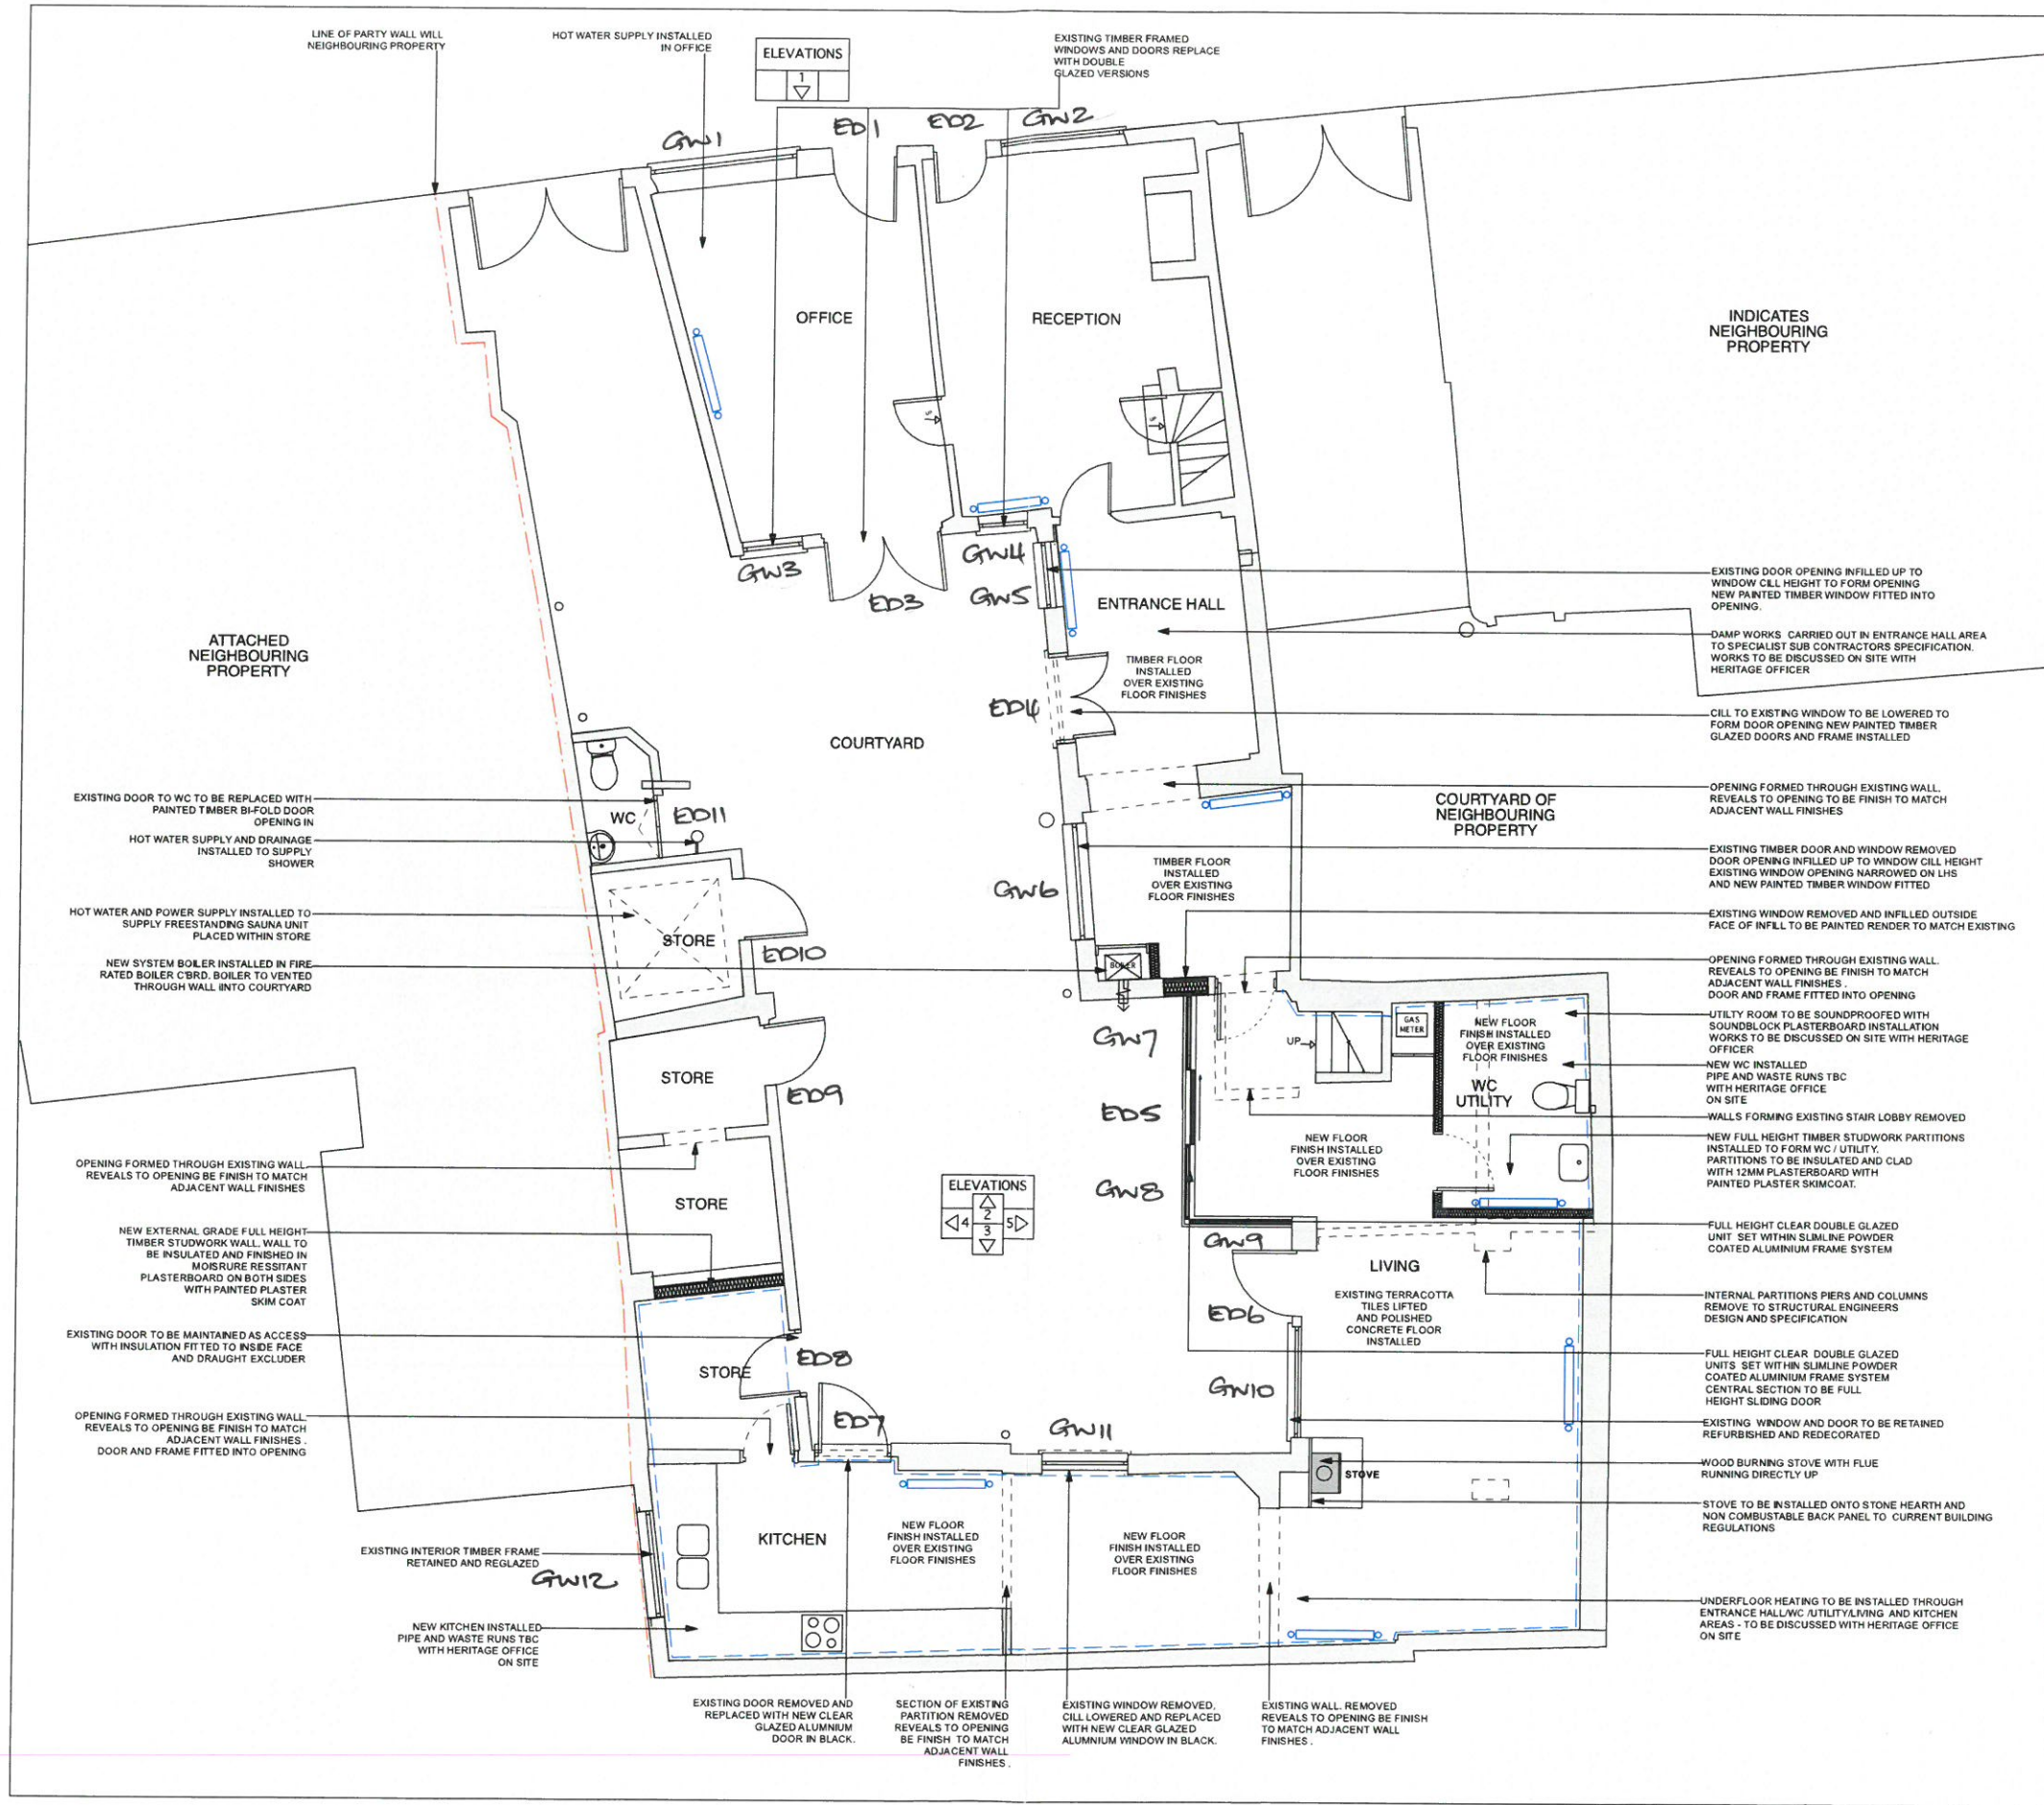 LINE OF PARTY WALL WILL
NEIGHBOURING PROPERTY
HOT WATER SUPPLY INSTALLED
IN OFFICE
ELEVATIONS
1
EXISTING TIMBER FRAMED
WINDOWS AND DOORS REPLACE
WITH DOUBLE
GLAZED VERSIONS
GW1
ED1
ED2
GW2
OFFICE
RECEPTION
INDICATES
NEIGHBOURING
PROPERTY
GW3
ED3
GW4
GW5
ENTRANCE HALL
TIMBER FLOOR
INSTALLED
OVER EXISTING
FLOOR FINISHES
ED4
ATTACHED
NEIGHBOURING
PROPERTY
COURTYARD
EXISTING DOOR OPENING INFILLED UP TO
WINDOW CILL HEIGHT TO FORM OPENING
NEW PAINTED TIMBER WINDOW FITTED INTO
OPENING.
DAMP WORKS CARRIED OUT IN ENTRANCE HALL AREA
TO SPECIALIST SUB CONTRACTORS SPECIFICATION.
WORKS TO BE DISCUSSED ON SITE WITH
HERITAGE OFFICER
CILL TO EXISTING WINDOW TO BE LOWERED TO
FORM DOOR OPENING NEW PAINTED TIMBER
GLAZED DOORS AND FRAME INSTALLED
EXISTING DOOR TO WC TO BE REPLACED WITH
PAINTED TIMBER BI-FOLD DOOR
OPENING IN
HOT WATER SUPPLY AND DRAINAGE
INSTALLED TO SUPPLY
SHOWER
WC
ED11
COURTYARD OF
NEIGHBOURING
PROPERTY
OPENING FORMED THROUGH EXISTING WALL.
REVEALS TO OPENING TO BE FINISH TO MATCH
ADJACENT WALL FINISHES
EXISTING TIMBER DOOR AND WINDOW REMOVED
DOOR OPENING INFILLED UP TO WINDOW CILL HEIGHT
EXISTING WINDOW OPENING NARROWED ON LHS
AND NEW PAINTED TIMBER WINDOW FITTED
TIMBER FLOOR
INSTALLED
OVER EXISTING
FLOOR FINISHES
GW6
HOT WATER AND POWER SUPPLY INSTALLED TO
SUPPLY FREESTANDING SAUNA UNIT
PLACED WITHIN STORE
STORE
ED10
NEW SYSTEM BOILER INSTALLED IN FIRE
RATED BOILER C'BRD. BOILER TO VENTED
THROUGH WALL INTO COURTYARD
BOILER
EXISTING WINDOW REMOVED AND INFILLED OUTSIDE
FACE OF INFILL TO BE PAINTED RENDER TO MATCH EXISTING
OPENING FORMED THROUGH EXISTING WALL.
REVEALS TO OPENING BE FINISH TO MATCH
ADJACENT WALL FINISHES .
DOOR AND FRAME FITTED INTO OPENING
UTILTY ROOM TO BE SOUNDPROOFED WITH
SOUNDBLOCK PLASTERBOARD INSTALLATION
WORKS TO BE DISCUSSED ON SITE WITH HERITAGE
OFFICER
NEW WC INSTALLED
PIPE AND WASTE RUNS TBC
WITH HERITAGE OFFICE
ON SITE
WALLS FORMING EXISTING STAIR LOBBY REMOVED
NEW FULL HEIGHT TIMBER STUDWORK PARTITIONS
INSTALLED TO FORM WC / UTILITY.
PARTITIONS TO BE INSULATED AND CLAD
WITH 12MM PLASTERBOARD WITH
PAINTED PLASTER SKIMCOAT.
GW7
UP
GAS
METER
NEW FLOOR
FINISH INSTALLED
OVER EXISTING
FLOOR FINISHES
WC
UTILITY
STORE
ED9
ED5
NEW FLOOR
FINISH INSTALLED
OVER EXISTING
FLOOR FINISHES
GW8
OPENING FORMED THROUGH EXISTING WALL
REVEALS TO OPENING BE FINISH TO MATCH
ADJACENT WALL FINISHES
STORE
ELEVATIONS
2
4
5
3
GW9
FULL HEIGHT CLEAR DOUBLE GLAZED
UNIT SET WITHIN SLIMLINE POWDER
COATED ALUMINIUM FRAME SYSTEM
NEW EXTERNAL GRADE FULL HEIGHT
TIMBER STUDWORK WALL. WALL TO
BE INSULATED AND FINISHED IN
MOISRURE RESSITANT
PLASTERBOARD ON BOTH SIDES
WITH PAINTED PLASTER
SKIM COAT
LIVING
EXISTING TERRACOTTA
TILES LIFTED
AND POLISHED
CONCRETE FLOOR
INSTALLED
ED6
INTERNAL PARTITIONS PIERS AND COLUMNS
REMOVE TO STRUCTURAL ENGINEERS
DESIGN AND SPECIFICATION
EXISTING DOOR TO BE MAINTAINED AS ACCESS
WITH INSULATION FITTED TO INSIDE FACE
AND DRAUGHT EXCLUDER
STORE
ED8
GW10
FULL HEIGHT CLEAR DOUBLE GLAZED
UNITS SET WITHIN SLIMLINE POWDER
COATED ALUMINIUM FRAME SYSTEM
CENTRAL SECTION TO BE FULL
HEIGHT SLIDING DOOR
EXISTING WINDOW AND DOOR TO BE RETAINED
REFURBISHED AND REDECORATED
OPENING FORMED THROUGH EXISTING WALL.
REVEALS TO OPENING BE FINISH TO MATCH
ADJACENT WALL FINISHES .
DOOR AND FRAME FITTED INTO OPENING
ED7
GW11
STOVE
WOOD BURNING STOVE WITH FLUE
RUNNING DIRECTLY UP
STOVE TO BE INSTALLED ONTO STONE HEARTH AND
NON COMBUSTABLE BACK PANEL TO CURRENT BUILDING
REGULATIONS
EXISTING INTERIOR TIMBER FRAME
RETAINED AND REGLAZED
GW12
KITCHEN
NEW FLOOR
FINISH INSTALLED
OVER EXISTING
FLOOR FINISHES
NEW FLOOR
FINISH INSTALLED
OVER EXISTING
FLOOR FINISHES
NEW KITCHEN INSTALLED
PIPE AND WASTE RUNS TBC
WITH HERITAGE OFFICE
ON SITE
UNDERFLOOR HEATING TO BE INSTALLED THROUGH
ENTRANCE HALL/WC /UTILITY/LIVING AND KITCHEN
AREAS - TO BE DISCUSSED WITH HERITAGE OFFICE
ON SITE
EXISTING DOOR REMOVED AND
REPLACED WITH NEW CLEAR
GLAZED ALUMNIUM
DOOR IN BLACK.
SECTION OF EXISTING
PARTITION REMOVED
REVEALS TO OPENING
BE FINISH TO MATCH
ADJACENT WALL
FINISHES .
EXISTING WINDOW REMOVED,
CILL LOWERED AND REPLACED
WITH NEW CLEAR GLAZED
ALUMNIUM WINDOW IN BLACK.
EXISTING WALL. REMOVED
REVEALS TO OPENING BE FINISH
TO MATCH ADJACENT WALL
FINISHES .